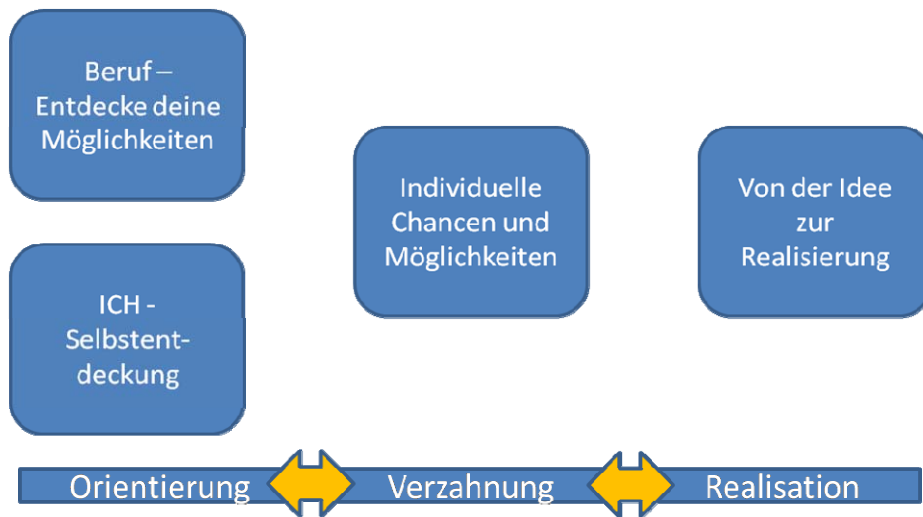 Beruf –
Entdecke deine
Möglichkeiten
ICH -
Selbstent-
deckung
Individuelle
Chancen und
Möglichkeiten
Von der Idee
zur
Realisierung
Orientierung
Verzahnung
Realisation